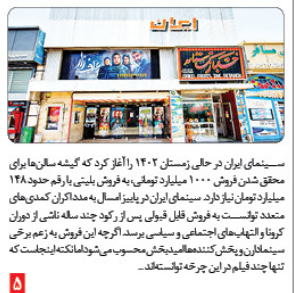 ایران
سینمای ایران در حالی زمستان ۱۴۰۲ را آغاز کرد که گیشه سالن‌ها برای
محقق شدن فروش ۱۰۰۰ میلیارد تومانی، به فروش بلیتی با رقم حدود ۱۴۸
میلیارد تومان نیاز دارد. سینمای ایران در پاییز امسال به مدد اکران کمدی‌های
متعدد توانست به فروش قابل قبولی پس از رکود چند ساله ناشی از دوران
کرونا و التهاب‌های اجتماعی و سیاسی برسد. اگرچه این فروش به زعم برخی
سینماداران و پخش‌کننده‌ها امیدبخش محسوب می‌شود اما نکته اینجاست که
تنها چند فیلم در این چرخه توانسته‌اند...
۵